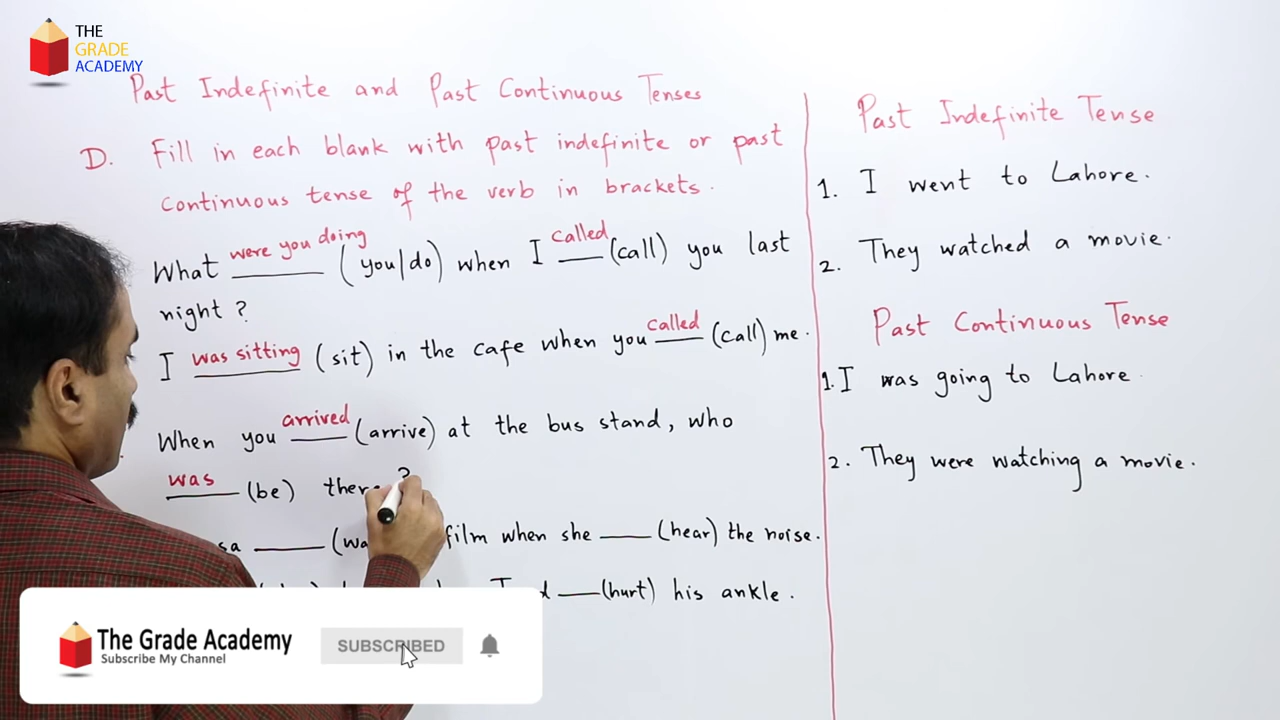 THE
GRADE
ACADEMY
Past Indefinite and Past Continuous Tenses
D. Fill in each blank with past indefinite or past
continuous tense of the verb in brackets.
What were you doing (you/do) when I called (call) you last
night?
I was sitting (sit) in the cafe when you called (call) me.
When you arrived (arrive) at the bus stand, who
was (be) there?
film when she ____ (hear) the noise.
____ (hurt) his ankle.
Past Indefinite Tense
1. I went to Lahore.
2. They watched a movie.
Past Continuous Tense
1. I was going to Lahore.
2. They were watching a movie.
The Grade Academy
Subscribe My Channel
SUBSCRIBED